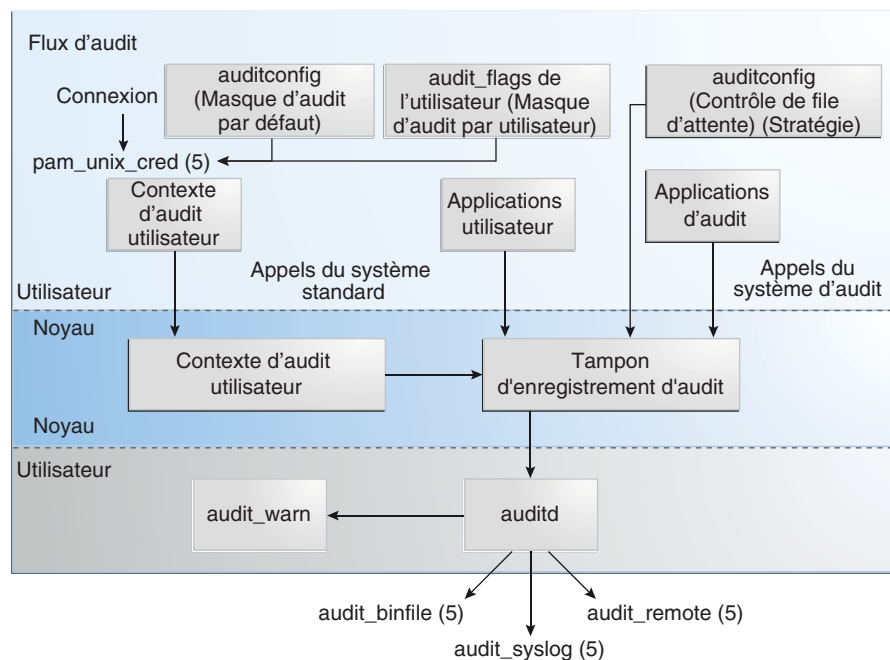 Flux d'audit
Connexion
auditconfig
(Masque d'audit
par défaut)
audit_flags de
l'utilisateur (Masque
d'audit par utilisateur)
auditconfig
(Contrôle de file
d'attente) (Stratégie)
pam_unix_cred (5)
Contexte
d'audit
utilisateur
Applications
utilisateur
Applications
d'audit
Appels du système
standard
Appels du
système d'audit
Utilisateur
Noyau
Contexte d'audit
utilisateur
Tampon
d'enregistrement d'audit
Noyau
Utilisateur
audit_warn
auditd
audit_binfile (5)
audit_remote (5)
audit_syslog (5)